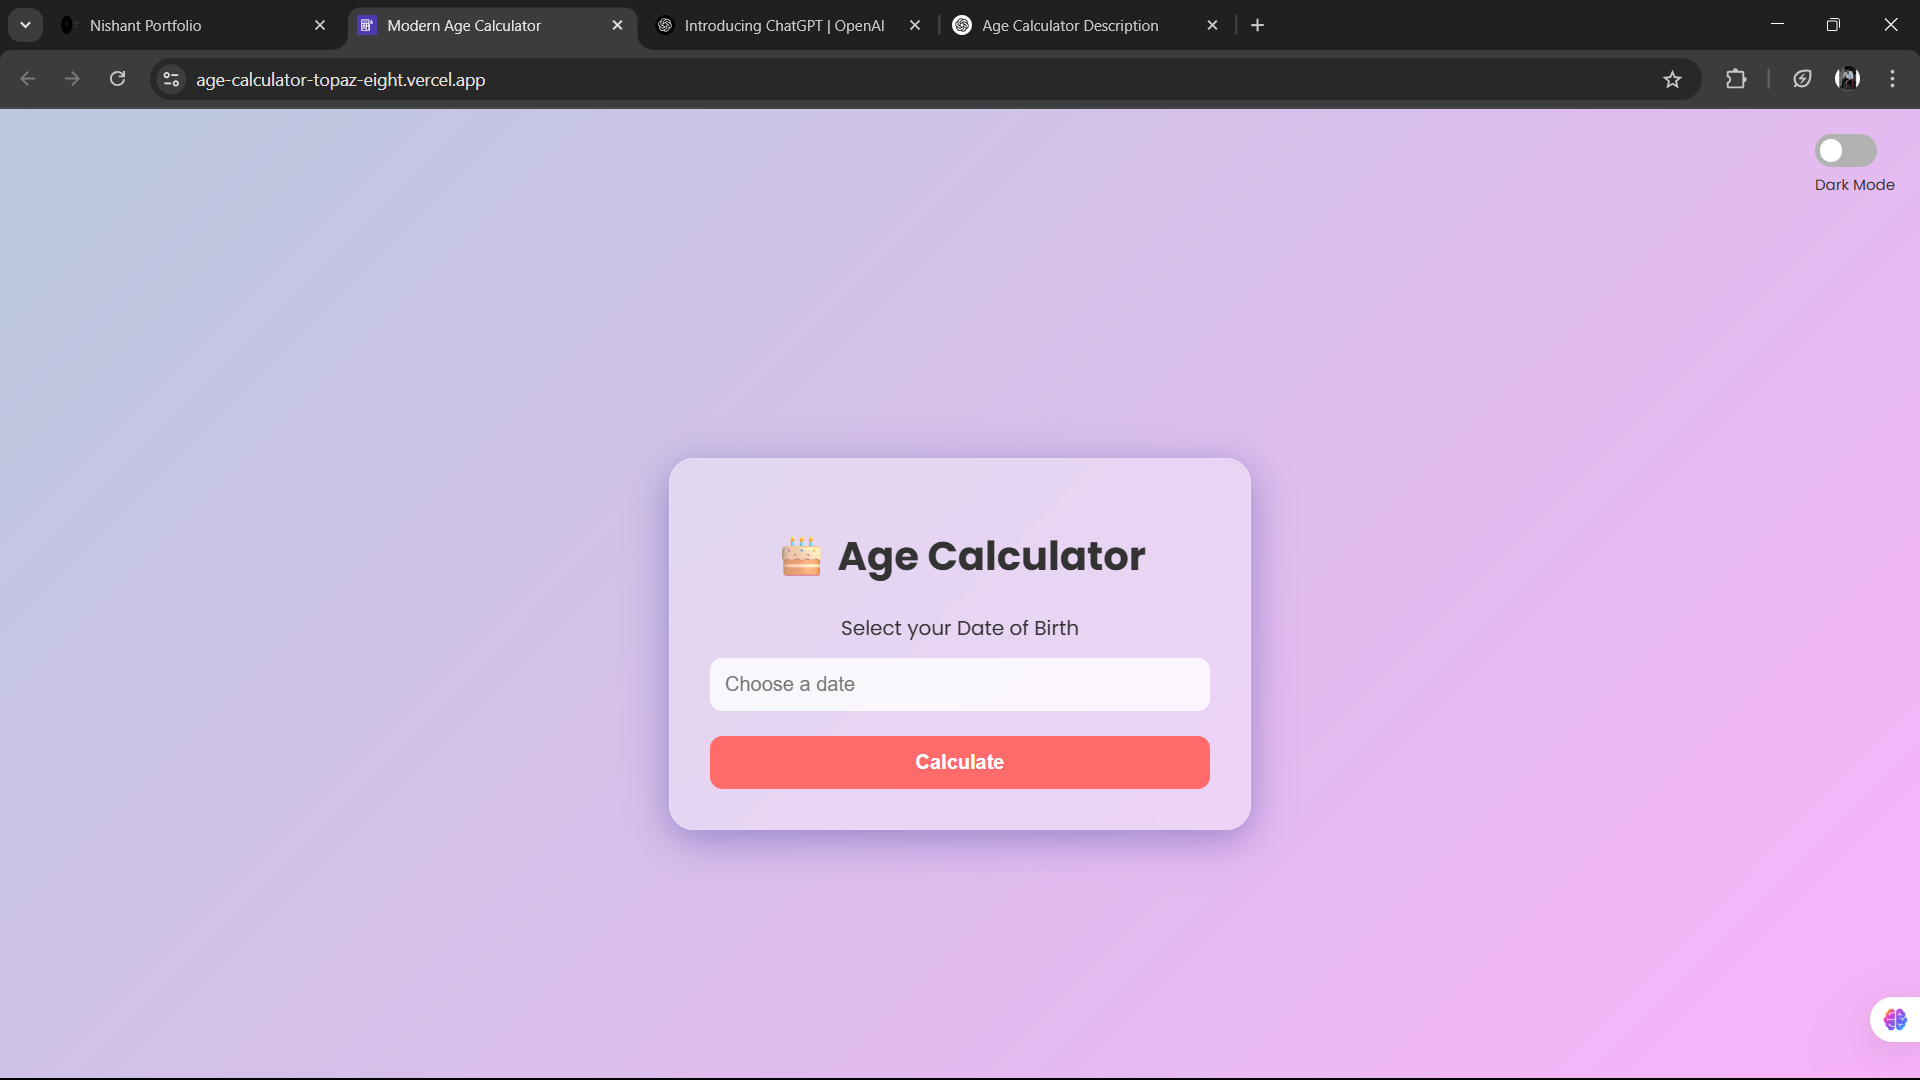 Nishant Portfolio
Modern Age Calculator
Introducing ChatGPT | OpenAI
Age Calculator Description
age-calculator-topaz-eight.vercel.app
Dark Mode
🎂 Age Calculator
Select your Date of Birth
Choose a date
Calculate